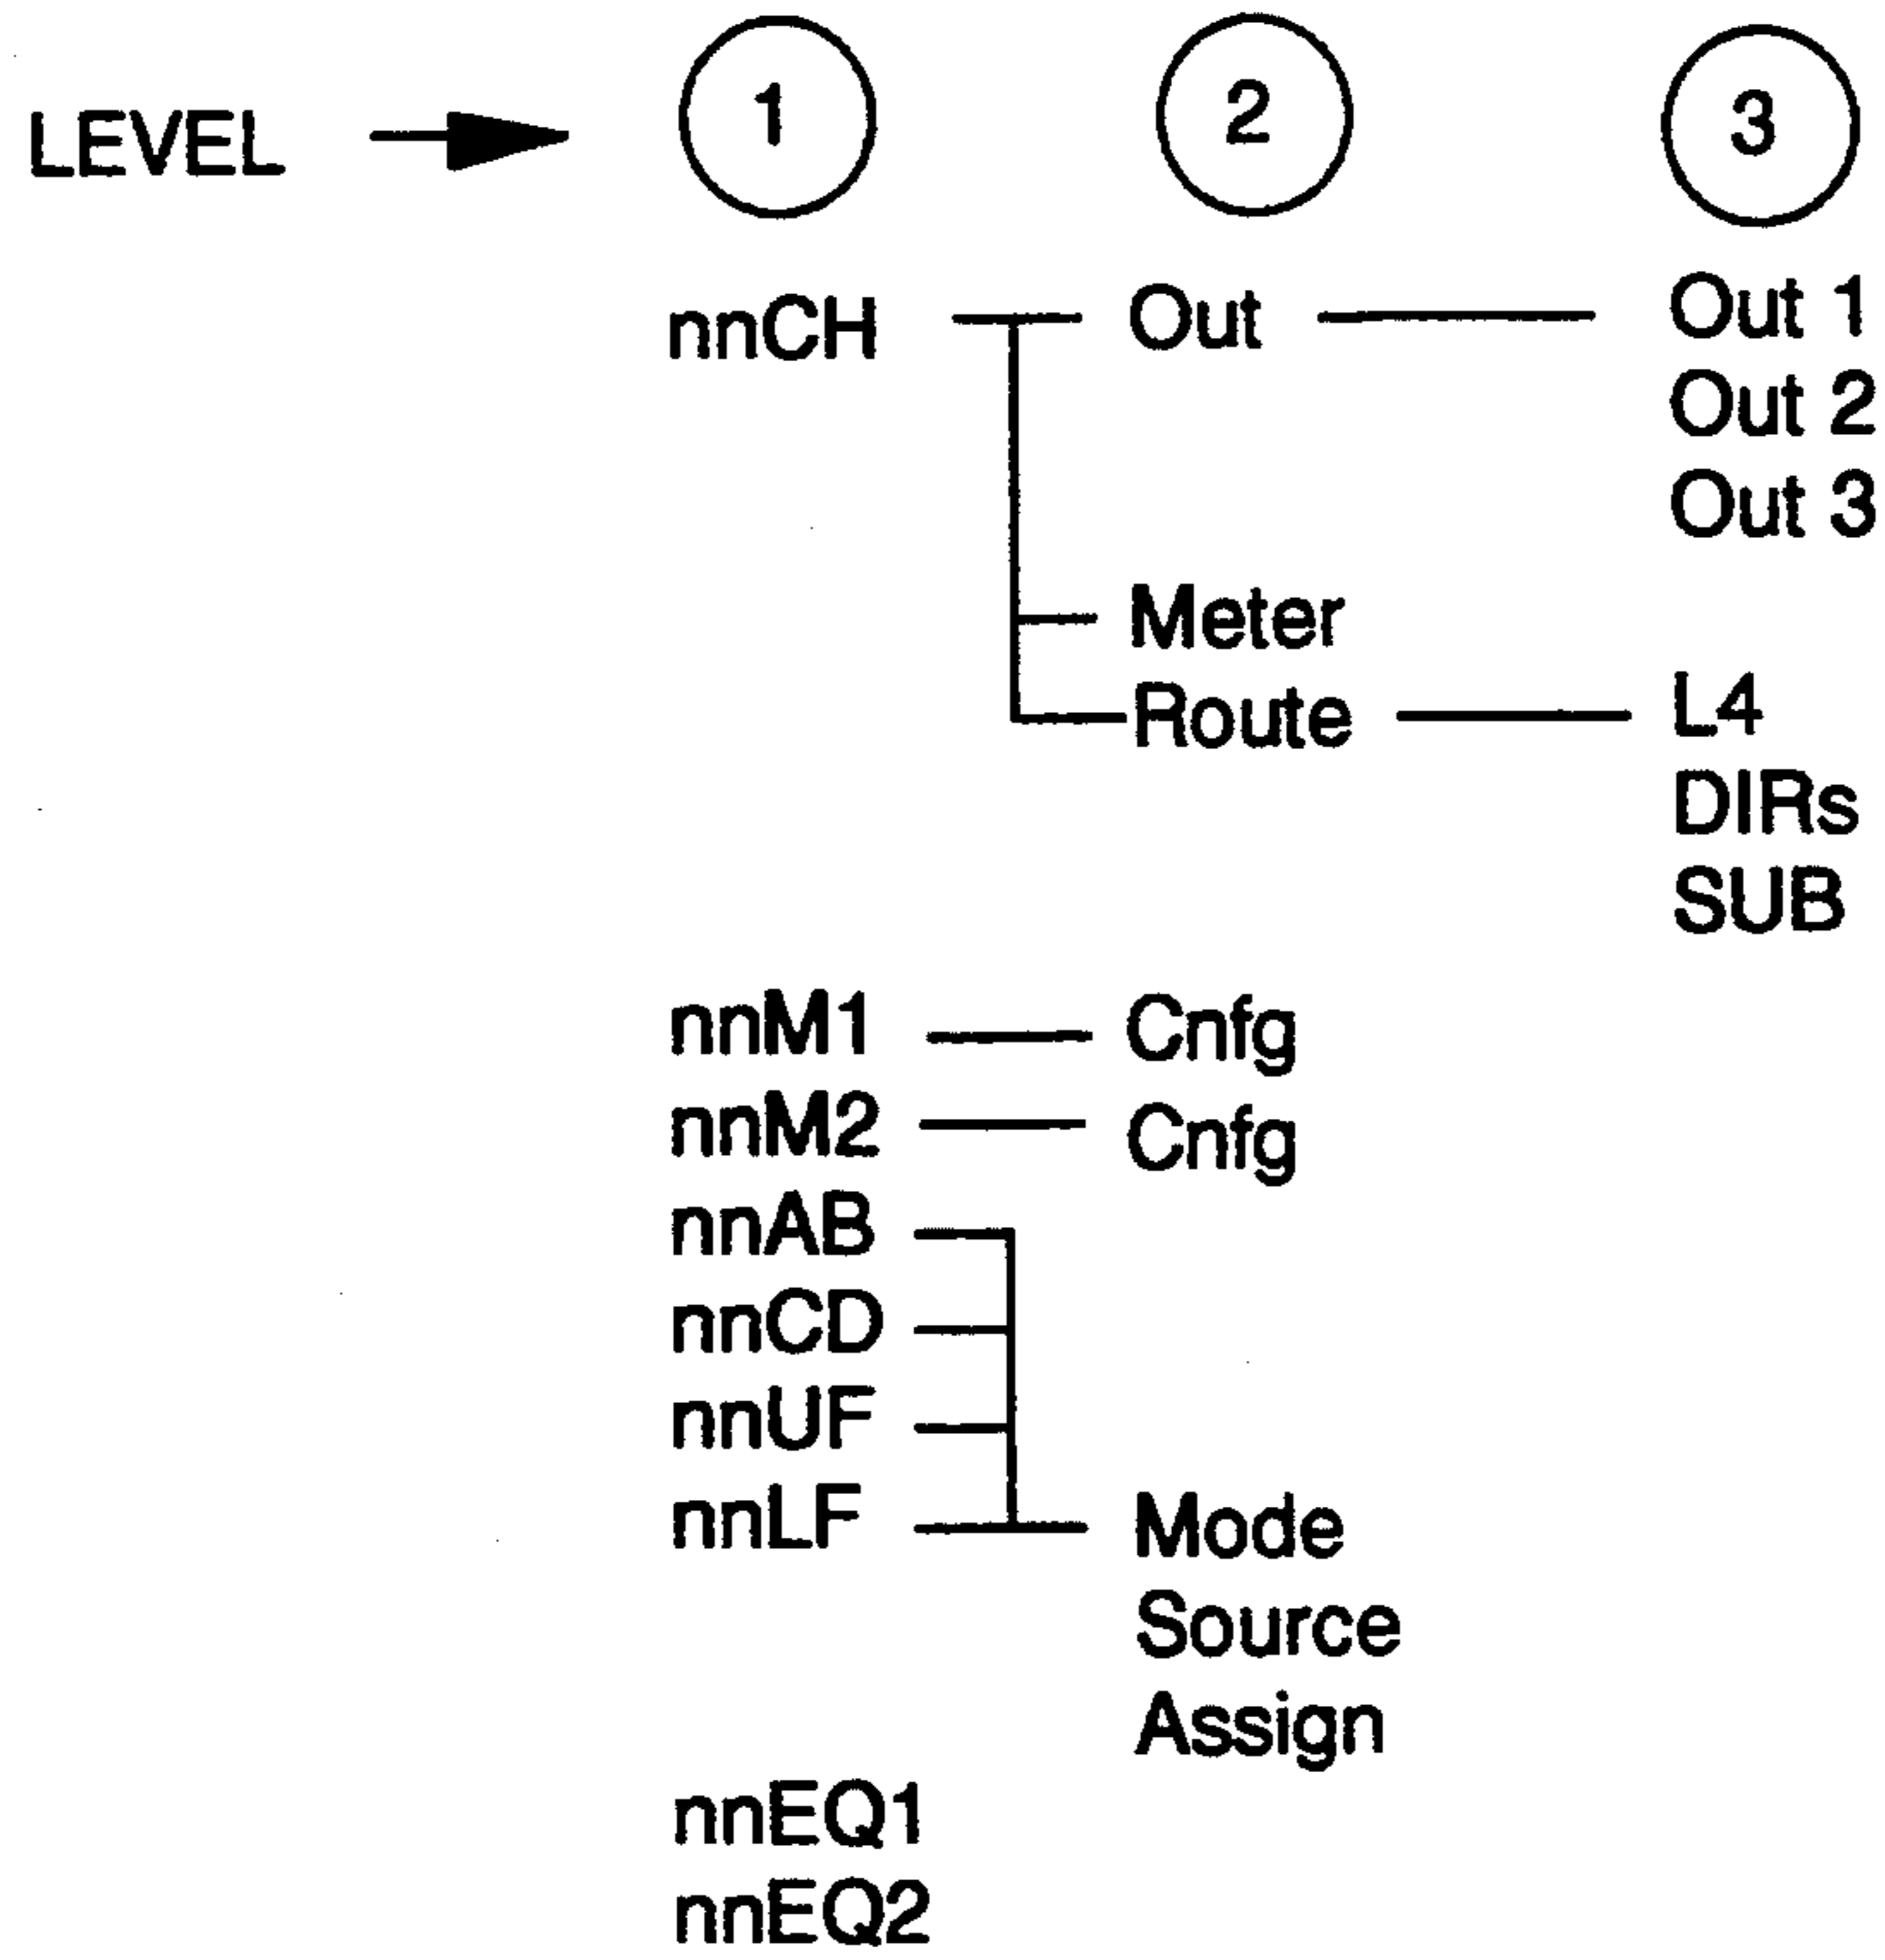 LEVEL 1 2 3
nnCH Out Out 1
Out 2
Out 3
Meter
Route L4
DIRs
SUB
nnM1 Cnfg
nnM2 Cnfg
nnAB
nnCD
nnUF
nnLF Mode
Source
Assign
nnEQ1
nnEQ2